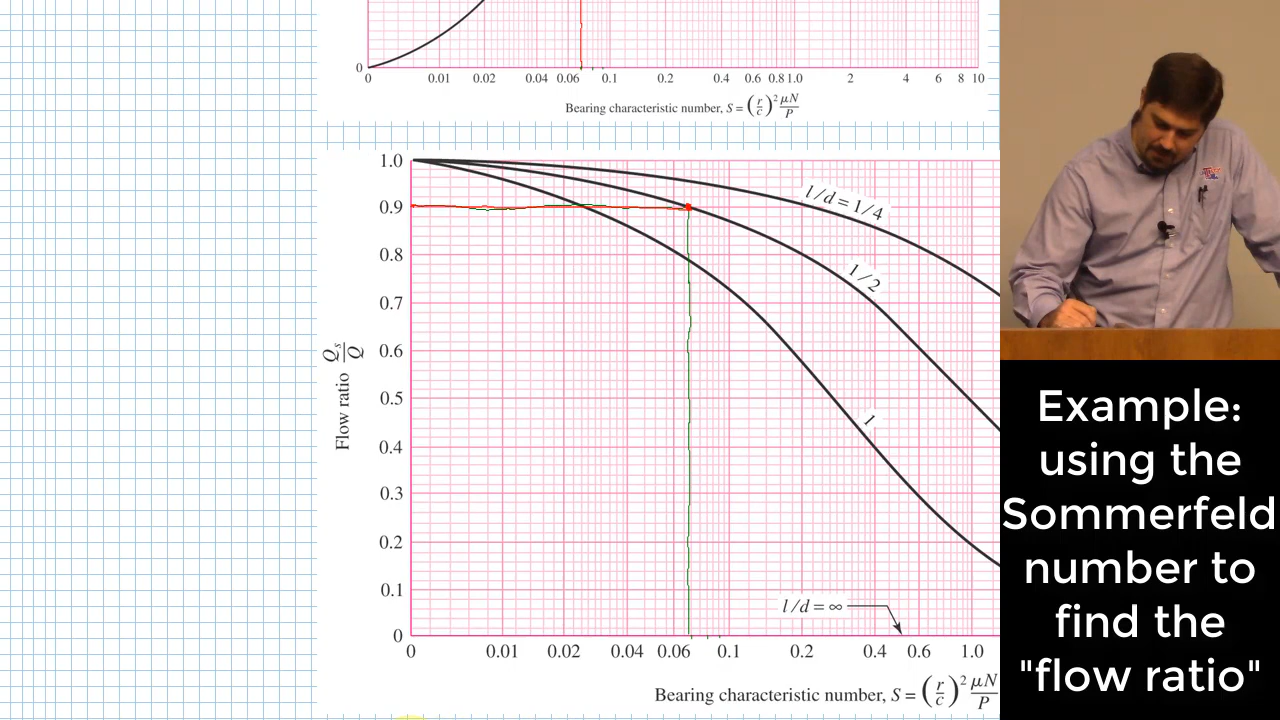 0
0 0.01 0.02 0.04 0.06 0.1 0.2 0.4 0.6 0.8 1.0 2 4 6 8 10
Bearing characteristic number, S = (r/c)² μN/P
1.0
0.9
0.8
0.7
0.6
0.5
0.4
0.3
0.2
0.1
0
Flow ratio Qs/Q
l/d = 1/4
1/2
1
l/d = ∞
0 0.01 0.02 0.04 0.06 0.1 0.2 0.4 0.6 1.0
Bearing characteristic number, S = (r/c)² μN/P
Example:
using the
Sommerfeld
number to
find the
"flow ratio"